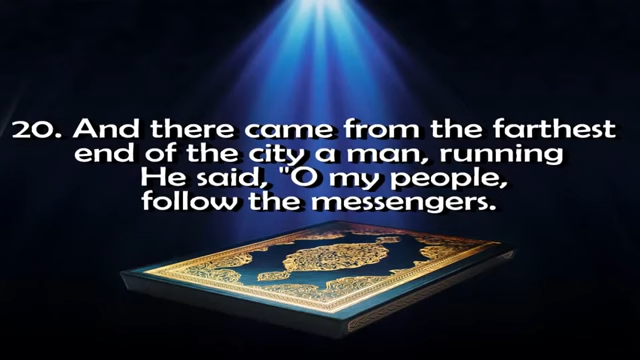 20. And there came from the farthest
end of the city a man, running
He said, "O my people,
follow the messengers.